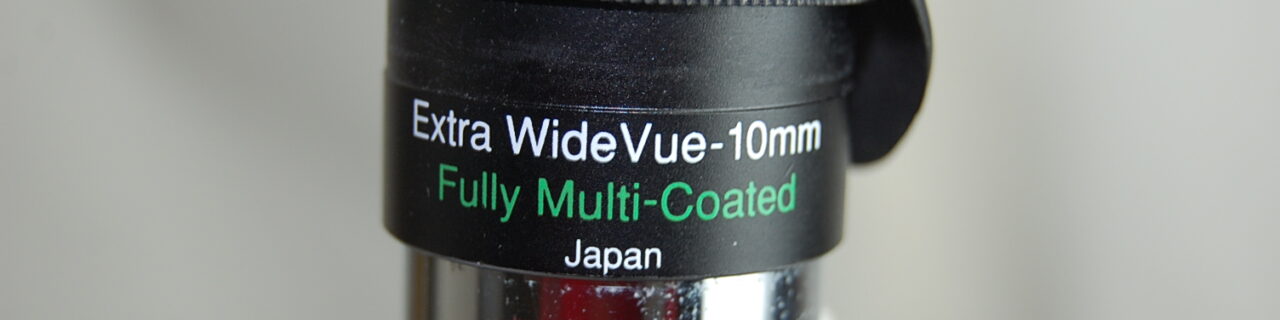 Extra WideVue-10mm
Fully Multi-Coated
Japan